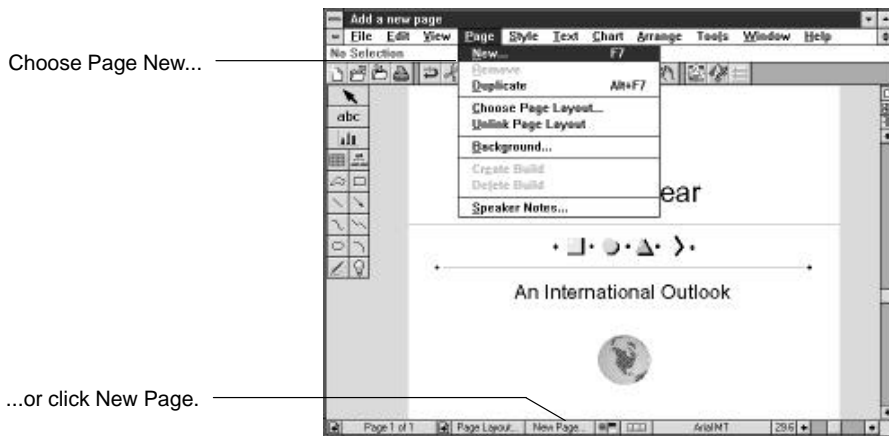 Add a new page
File Edit View Page Style Text Chart Arrange Tools Window Help
No Selection
Choose Page New...
New... F7
Remove
Duplicate Alt+F7
Choose Page Layout...
Unlink Page Layout
Background...
Create Build
Delete Build
Speaker Notes...
abc
ear
An International Outlook
...or click New Page.
Page 1 of 1 Page Layout... New Page... Arial MT 29.6